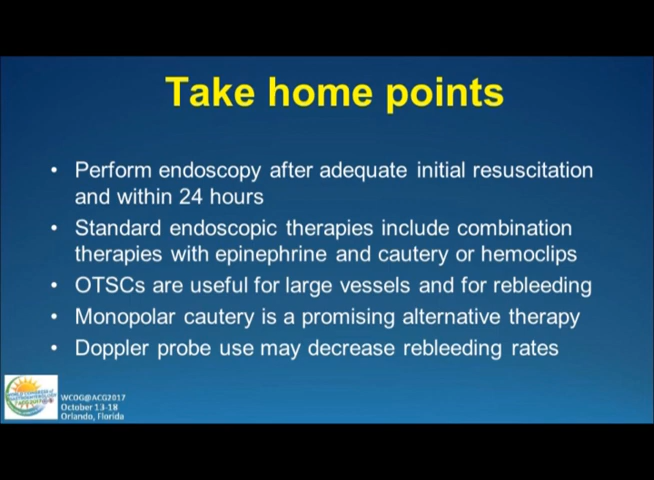 Take home points
• Perform endoscopy after adequate initial resuscitation
and within 24 hours
• Standard endoscopic therapies include combination
therapies with epinephrine and cautery or hemoclips
• OTSCs are useful for large vessels and for rebleeding
• Monopolar cautery is a promising alternative therapy
• Doppler probe use may decrease rebleeding rates
WCOG@ACG2017
October 13-18
Orlando, Florida